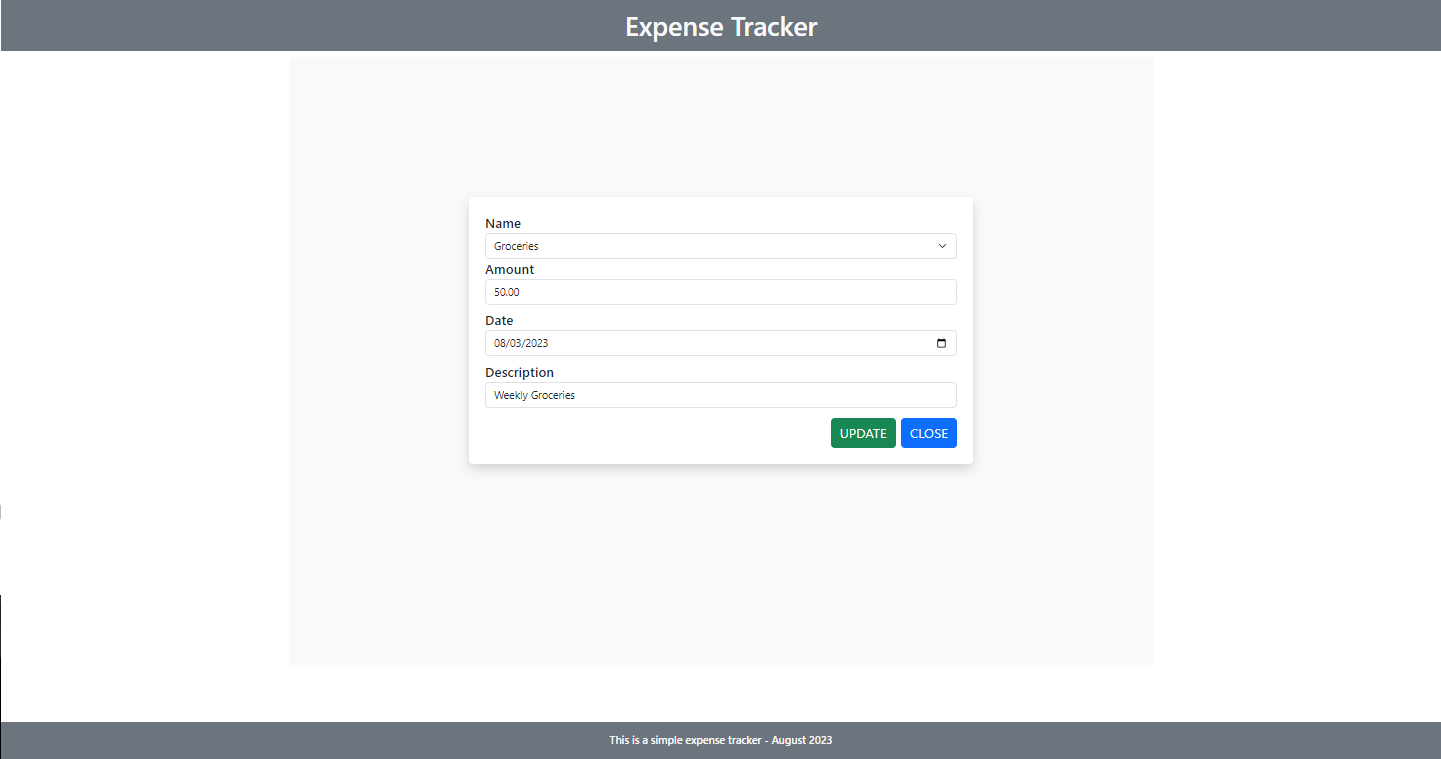 Expense Tracker
Name
Groceries
Amount
50.00
Date
08/03/2023
Description
Weekly Groceries
UPDATE CLOSE
This is a simple expense tracker - August 2023